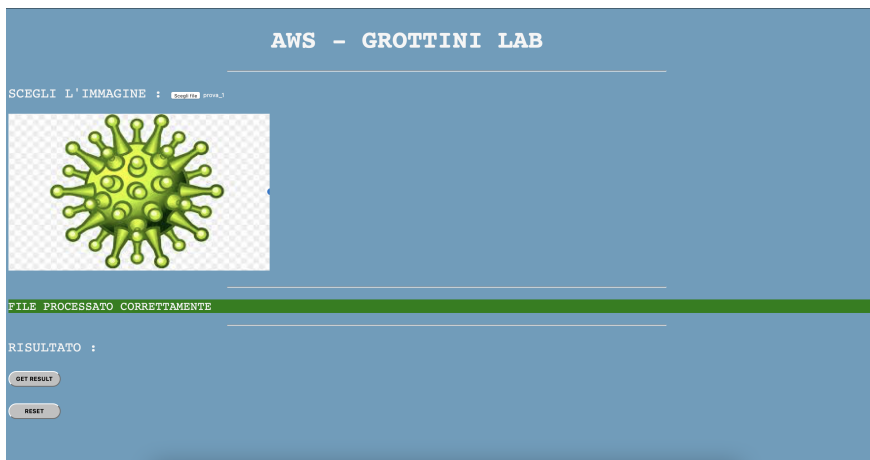 AWS - GROTTINI LAB
SCEGLI L'IMMAGINE : Scegli file prova_1
FILE PROCESSATO CORRETTAMENTE
RISULTATO :
GET RESULT
RESET